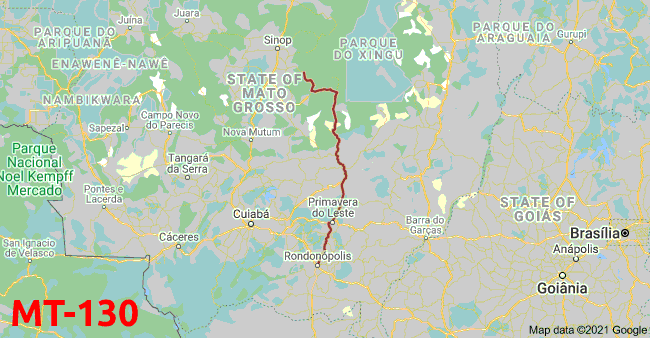 Juína
Juara
PARQUE DO
ARIPUANÃ
Sinop
PARQUE
DO XINGU
PARQUE DO
ARAGUAIA
Gurupi
ENAWENÊ-NAWÊ
STATE OF
MATO
GROSSO
NAMBIKWARA
Sapezal
Campo Novo
do Parecis
Nova Mutum
Parque
Nacional
Noel Kempff
Mercado
Tangará
da Serra
Pontes e
Lacerda
Primavera
do Leste
STATE OF
GOIÁS
Cuiabá
Barra do
Garças
Cáceres
Brasília
San Ignacio
de Velasco
Rondonópolis
Anápolis
Goiânia
MT-130
Map data ©2021 Google